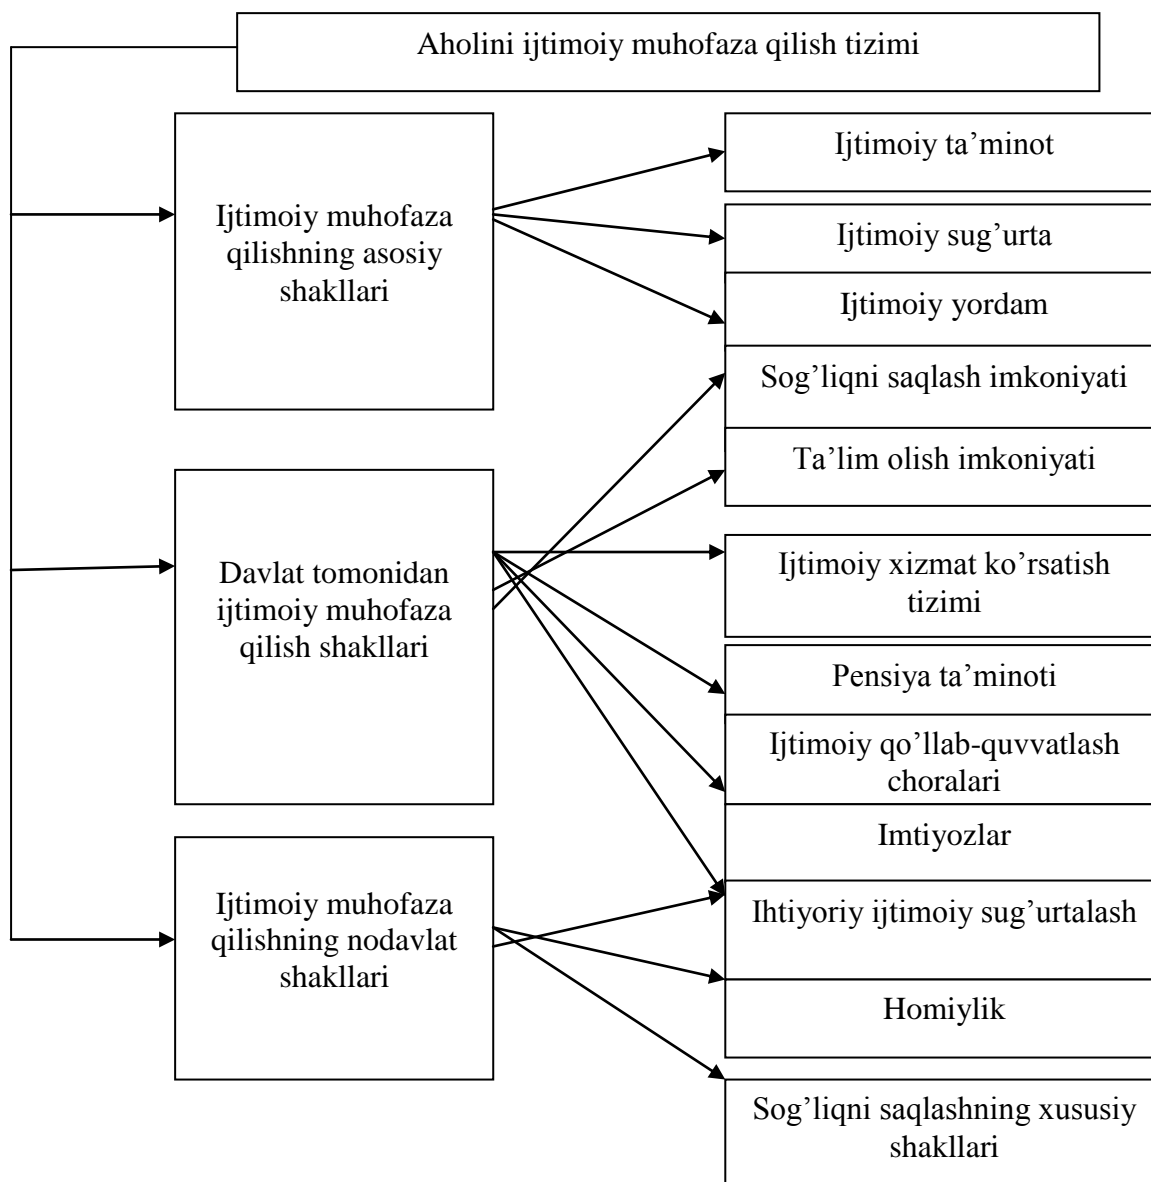 Aholini ijtimoiy muhofaza qilish tizimi
Ijtimoiy muhofaza
qilishning asosiy
shakllari
Ijtimoiy ta’minot
Ijtimoiy sug’urta
Ijtimoiy yordam
Sog’liqni saqlash imkoniyati
Ta’lim olish imkoniyati
Davlat tomonidan
ijtimoiy muhofaza
qilish shakllari
Ijtimoiy xizmat ko’rsatish
tizimi
Pensiya ta’minoti
Ijtimoiy qo’llab-quvvatlash
choralari
Imtiyozlar
Ijtimoiy muhofaza
qilishning nodavlat
shakllari
Ihtiyoriy ijtimoiy sug’urtalash
Homiylik
Sog’liqni saqlashning xususiy
shakllari